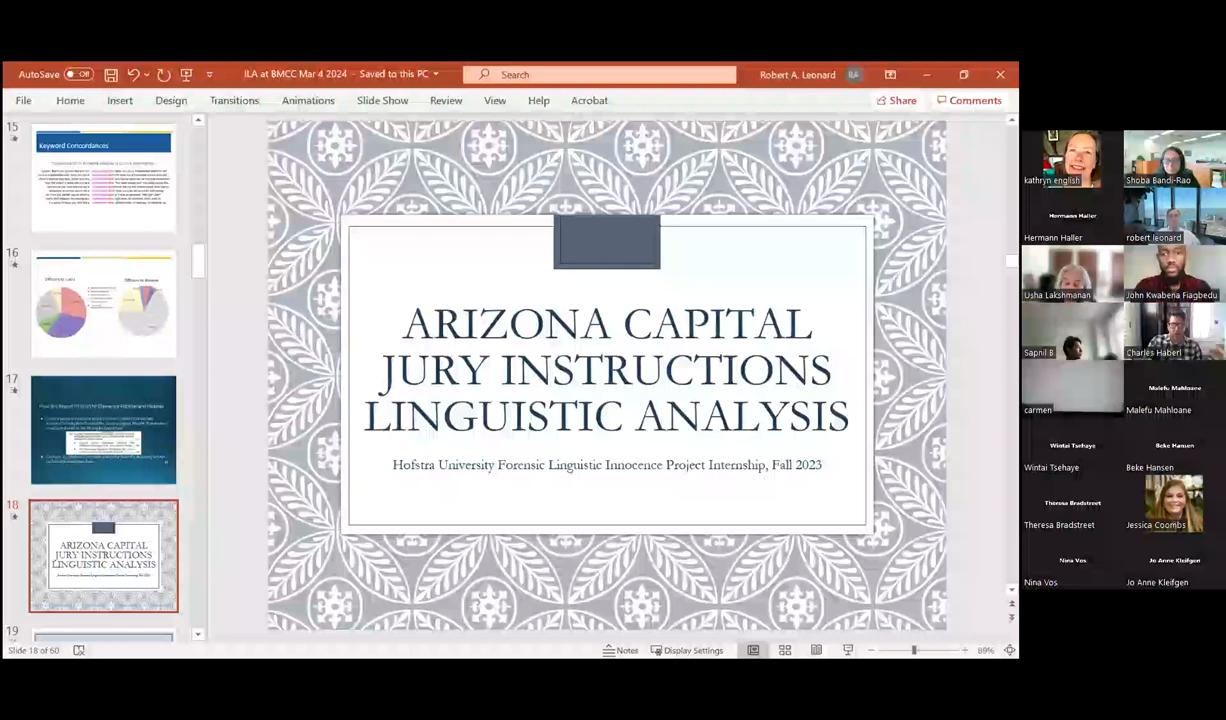 AutoSave Off
ILA at BMCC Mar 4 2024 - Saved to this PC
Search
Robert A. Leonard
File Home Insert Design Transitions Animations Slide Show Review View Help Acrobat
Share Comments
15
Keyword Concordances
16
17
18
ARIZONA CAPITAL
JURY INSTRUCTIONS
LINGUISTIC ANALYSIS
19
ARIZONA CAPITAL
JURY INSTRUCTIONS
LINGUISTIC ANALYSIS
Hofstra University Forensic Linguistic Innocence Project Internship, Fall 2023
Slide 18 of 60
Notes
Display Settings
89%
kathryn english
Shoba Bandi-Rao
Hermann Haller
Hermann Haller
robert leonard
Usha Lakshmanan
John Kwabena Fiagbedu
Sapnil B
Charles Häberl
carmen
Malefu Mahloane
Malefu Mahloane
Wintai Tsehaye
Beke Hansen
Wintai Tsehaye
Beke Hansen
Theresa Bradstreet
Theresa Bradstreet
Jessica Coombs
Nina Vos
Jo Anne Kleifgen
Nina Vos
Jo Anne Kleifgen